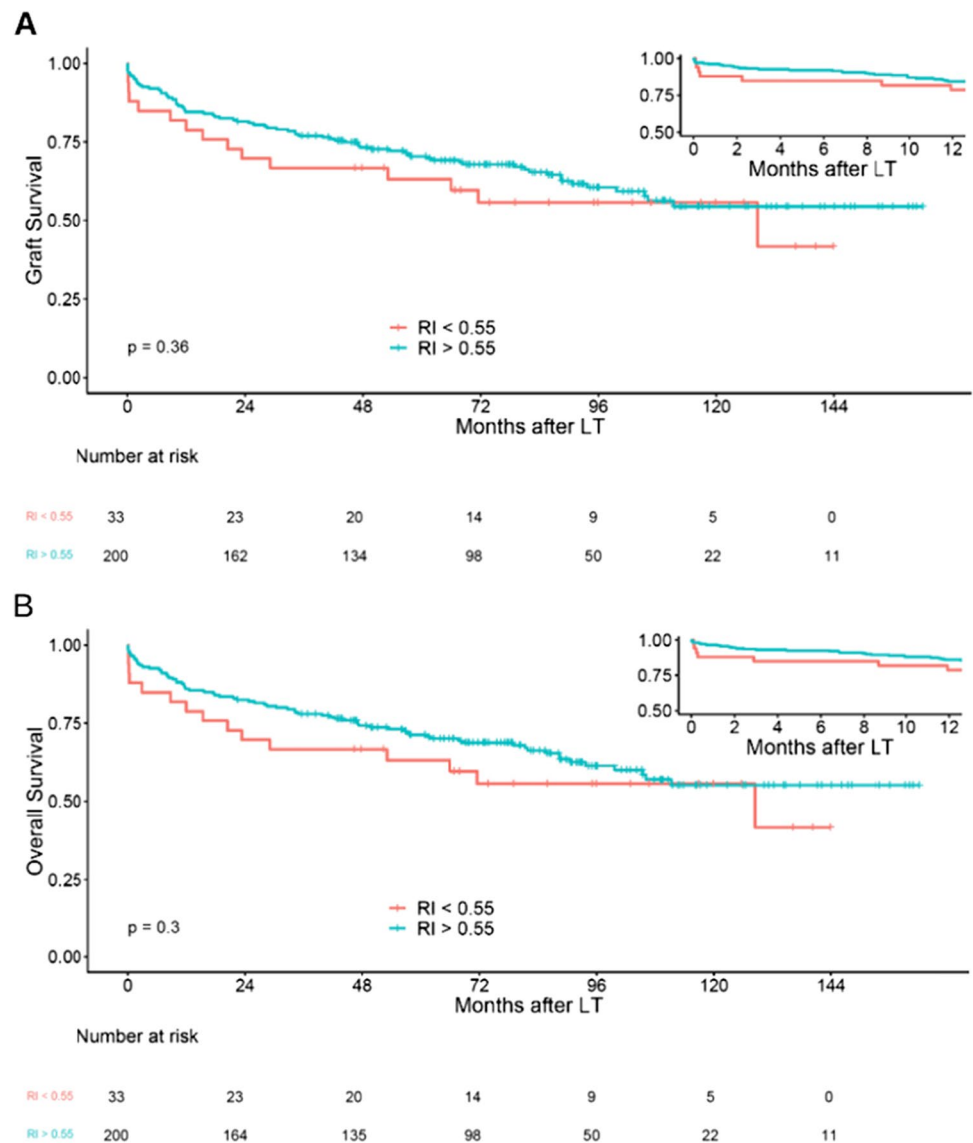 A
1.00
0.75
0.50
0.25
0.00
Graft Survival
1.00
0.75
0.50
0 2 4 6 8 10 12
Months after LT
RI < 0.55
RI > 0.55
p = 0.36
0 24 48 72 96 120 144
Months after LT
Number at risk
RI < 0.55 33 23 20 14 9 5 0
RI > 0.55 200 162 134 98 50 22 11
B
1.00
0.75
0.50
0.25
0.00
Overall Survival
1.00
0.75
0.50
0 2 4 6 8 10 12
Months after LT
RI < 0.55
RI > 0.55
p = 0.3
0 24 48 72 96 120 144
Months after LT
Number at risk
RI < 0.55 33 23 20 14 9 5 0
RI > 0.55 200 164 135 98 50 22 11